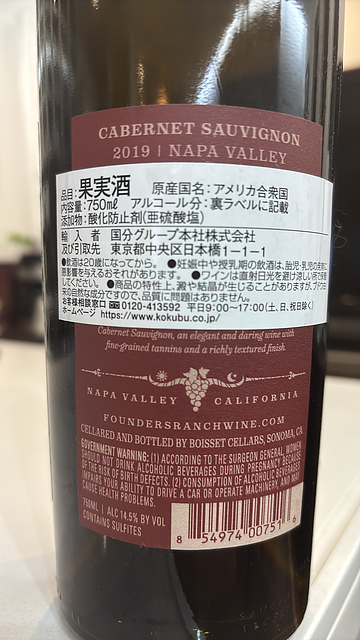 CABERNET SAUVIGNON
2019 | NAPA VALLEY
品目:果実酒 原産国名:アメリカ合衆国
内容量:750mℓ アルコール分:裏ラベルに記載
添加物:酸化防止剤(亜硫酸塩)
輸入者 国分グループ本社株式会社
及び引取先 東京都中央区日本橋1-1-1
●飲酒は20歳になってから。 ●妊娠中や授乳期の飲酒は、胎児・乳児の発育に
悪影響を与えるおそれがあります。 ●ワインは直射日光を避け涼しい所で保管
してください。 ●商品の特性上、澱や結晶が生じることがありますが、ブドウ由
来の自然な成分ですので、品質に問題はありません。
お客様相談窓口 0120-413592 平日9:00~17:00(土、日、祝日除く)
ホームページ https://www.kokubu.co.jp/
Cabernet Sauvignon, an elegant and daring wine with
fine-grained tannins and a richly textured finish.
NAPA VALLEY CALIFORNIA
FOUNDERSRANCHWINE.COM
CELLARED AND BOTTLED BY BOISSET CELLARS, SONOMA, CA
GOVERNMENT WARNING: (1) ACCORDING TO THE SURGEON GENERAL, WOMEN
SHOULD NOT DRINK ALCOHOLIC BEVERAGES DURING PREGNANCY BECAUSE
OF THE RISK OF BIRTH DEFECTS. (2) CONSUMPTION OF ALCOHOLIC BEVERAGES
IMPAIRS YOUR ABILITY TO DRIVE A CAR OR OPERATE MACHINERY, AND MAY
CAUSE HEALTH PROBLEMS.
750ML | ALC 14.5% BY VOL
CONTAINS SULFITES
8 54974 00751 6